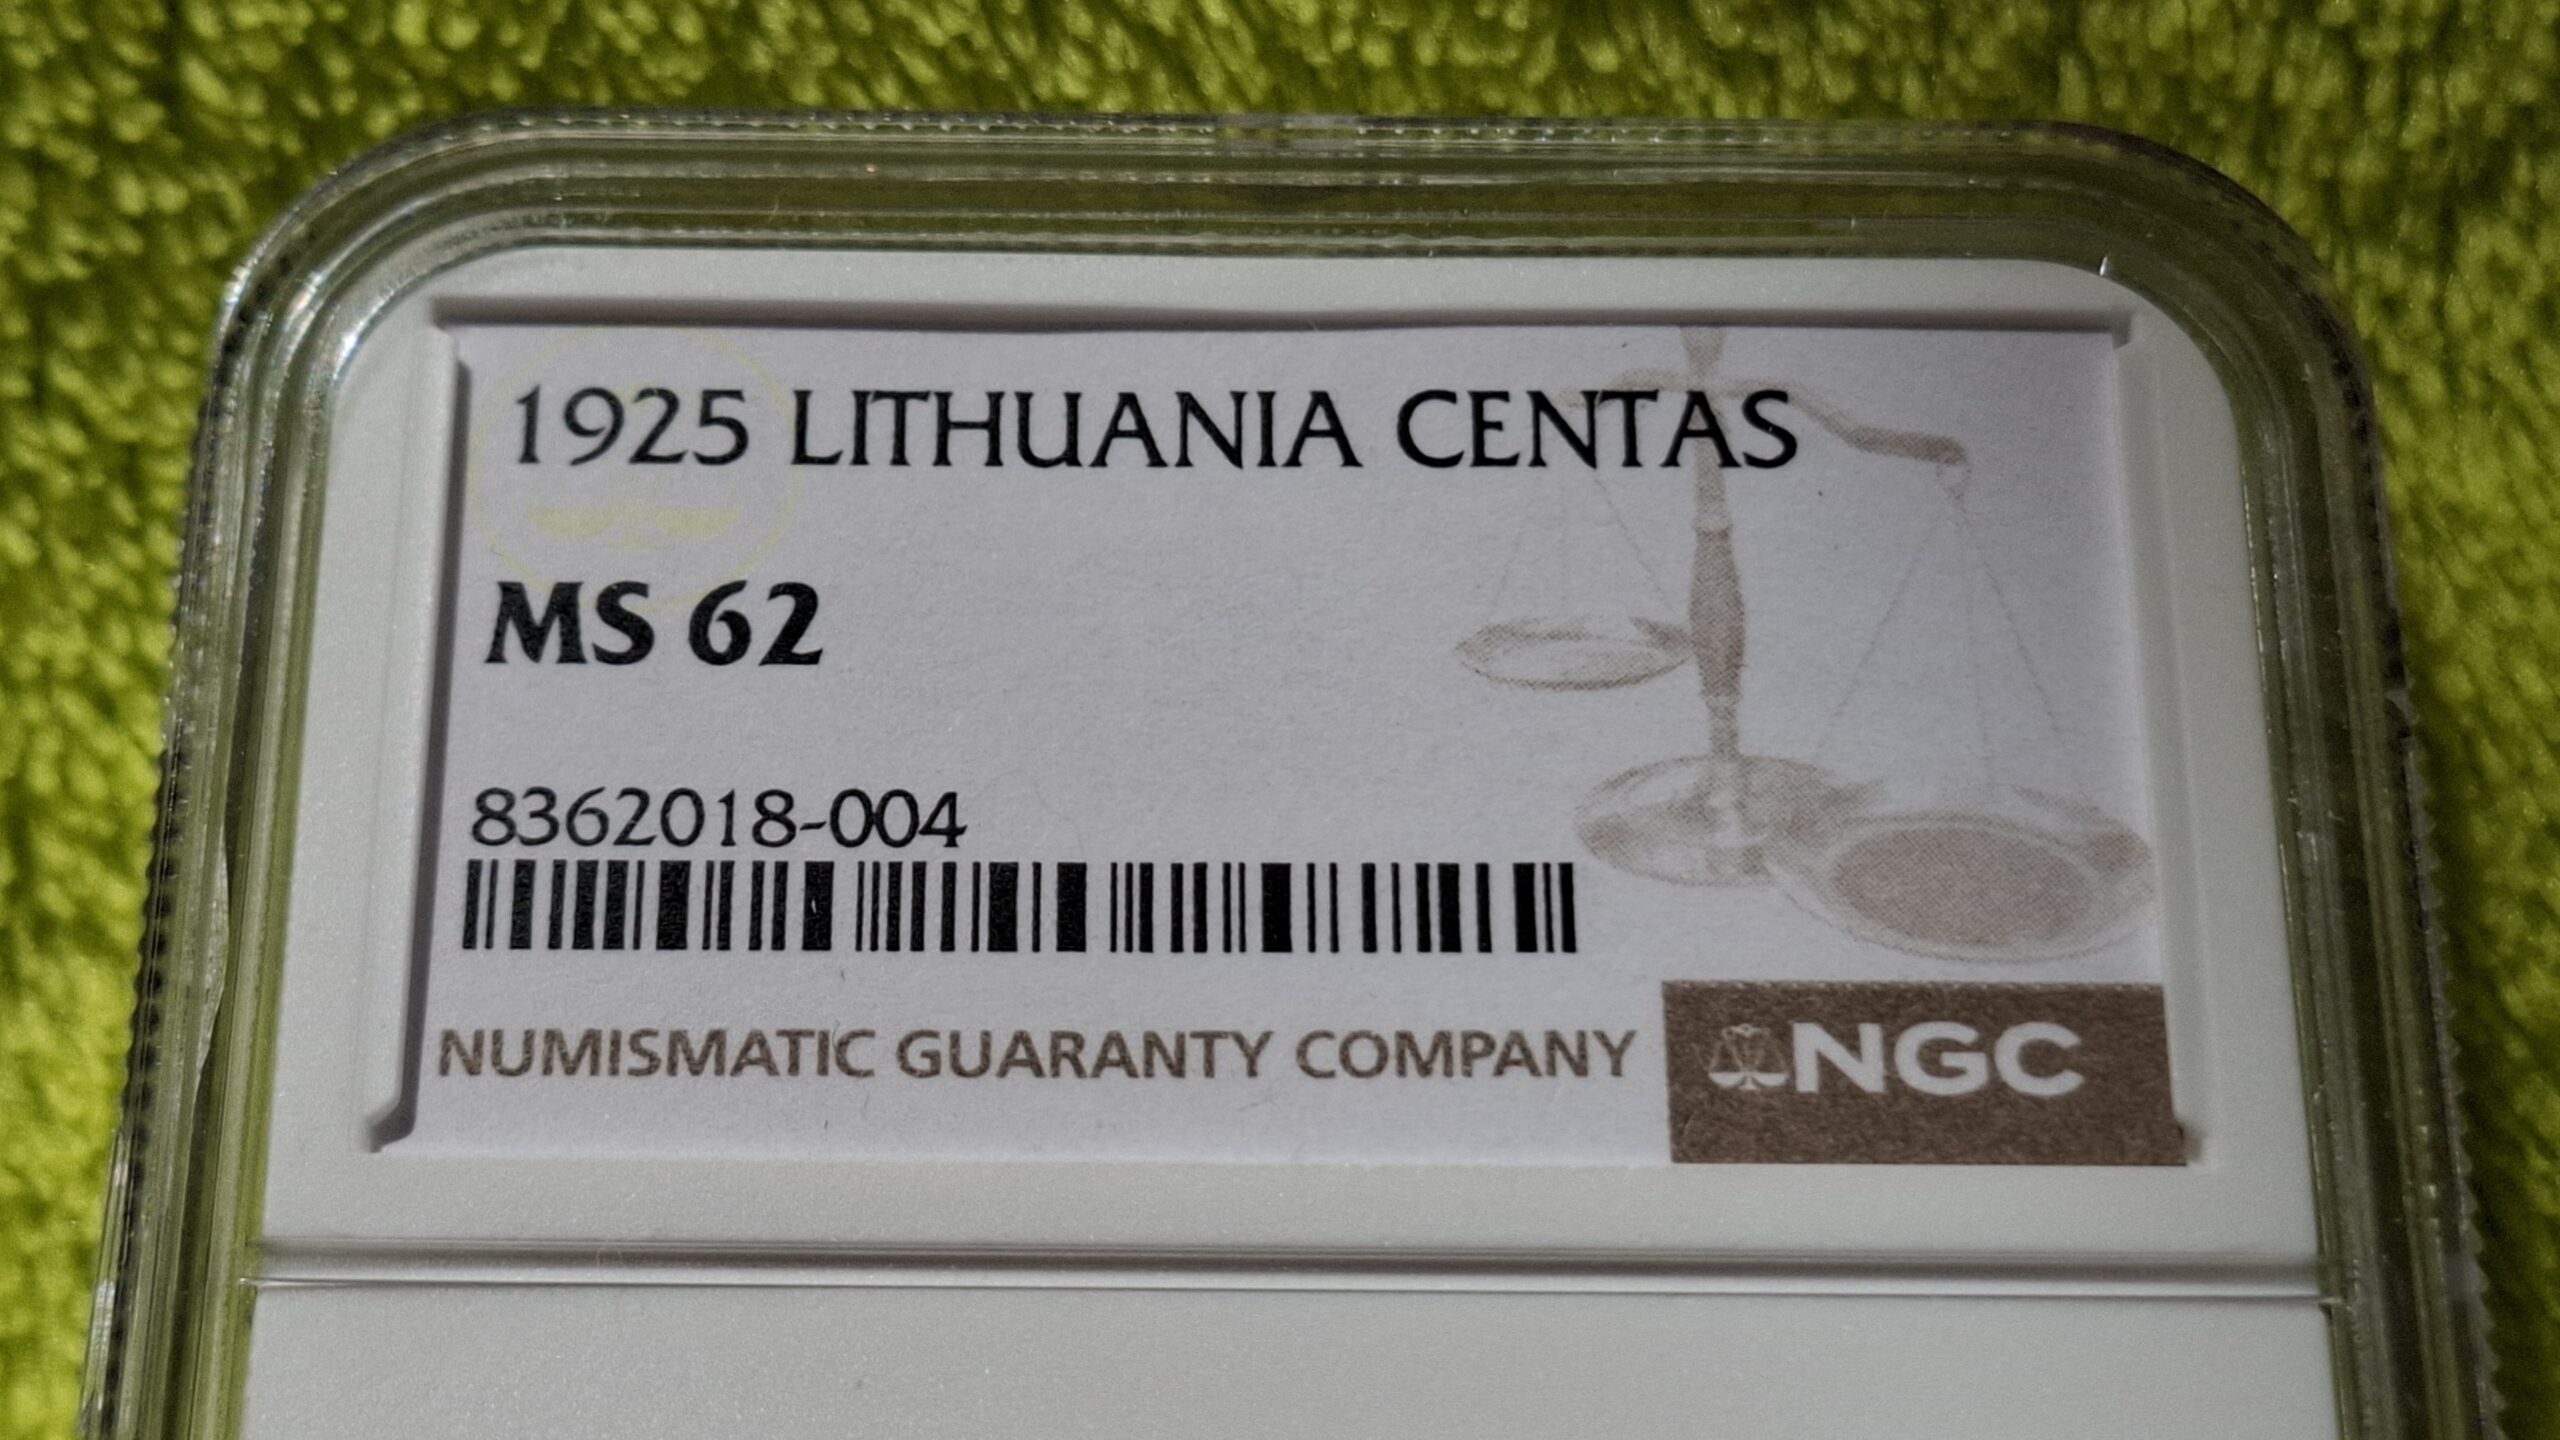 1925 LITHUANIA CENTAS
MS 62
8362018-004
NUMISMATIC GUARANTY COMPANY
NGC